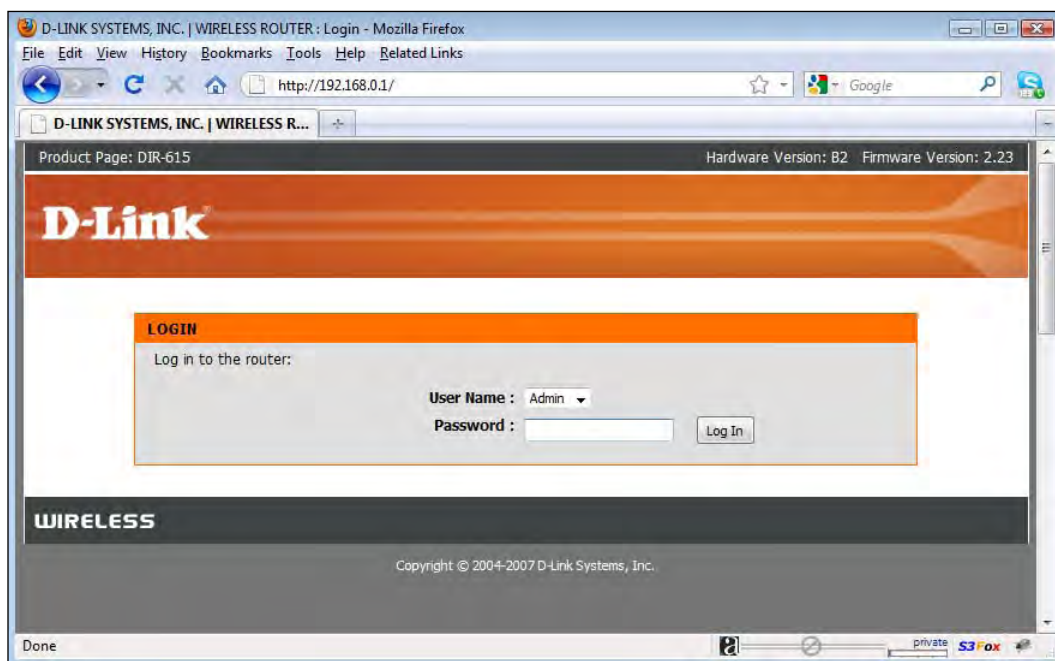 D-LINK SYSTEMS, INC. | WIRELESS ROUTER : Login - Mozilla Firefox
File Edit View History Bookmarks Tools Help Related Links
http://192.168.0.1/
Google
D-LINK SYSTEMS, INC. | WIRELESS R...
Product Page: DIR-615 Hardware Version: B2 Firmware Version: 2.23
D-Link
LOGIN
Log in to the router:
User Name : Admin
Password : Log In
WIRELESS
Copyright © 2004-2007 D-Link Systems, Inc.
Done private S3Fox